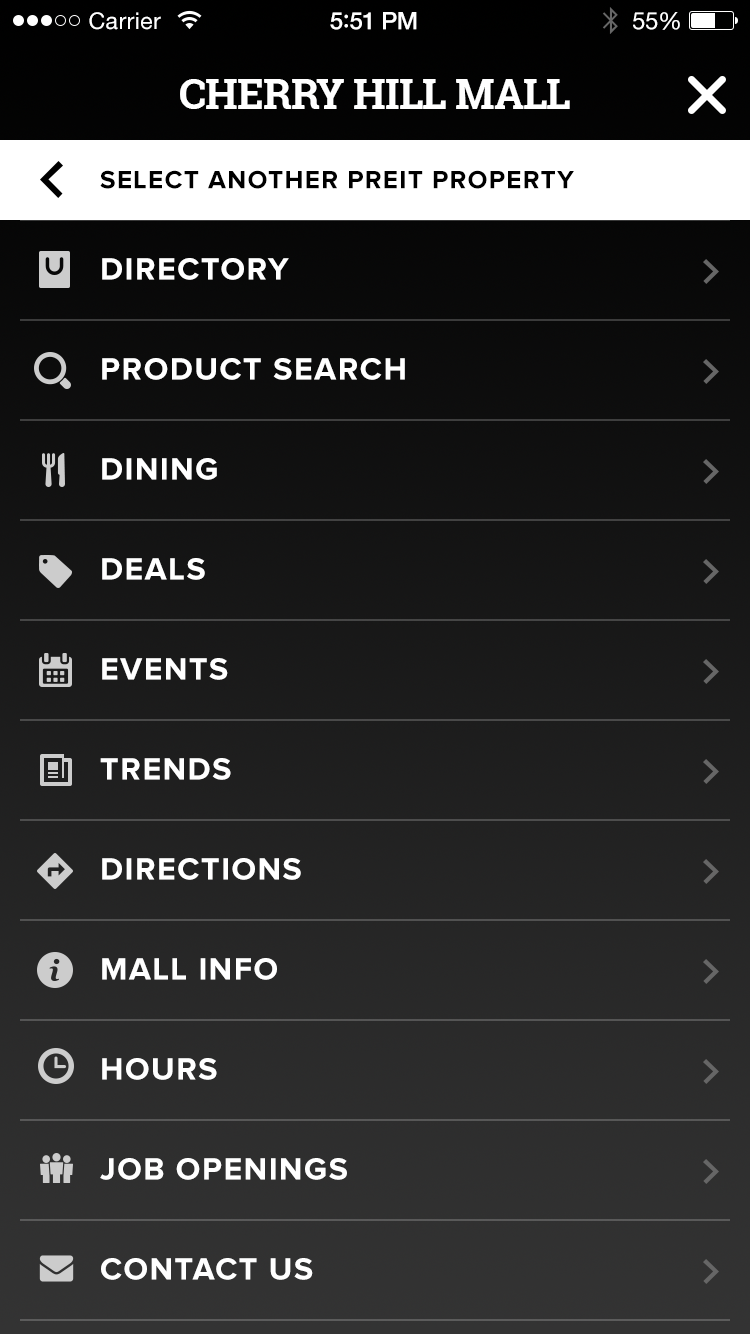 Carrier 5:51 PM 55%
CHERRY HILL MALL
SELECT ANOTHER PREIT PROPERTY
DIRECTORY
PRODUCT SEARCH
DINING
DEALS
EVENTS
TRENDS
DIRECTIONS
MALL INFO
HOURS
JOB OPENINGS
CONTACT US